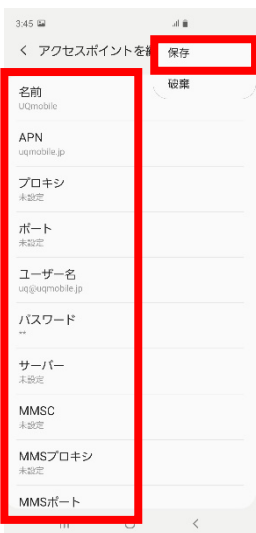 3:45
アクセスポイントを
保存
破棄
名前
UQmobile
APN
uqmobile.jp
プロキシ
未設定
ポート
未設定
ユーザー名
uq@uqmobile.jp
パスワード
**
サーバー
未設定
MMSC
未設定
MMSプロキシ
未設定
MMSポート